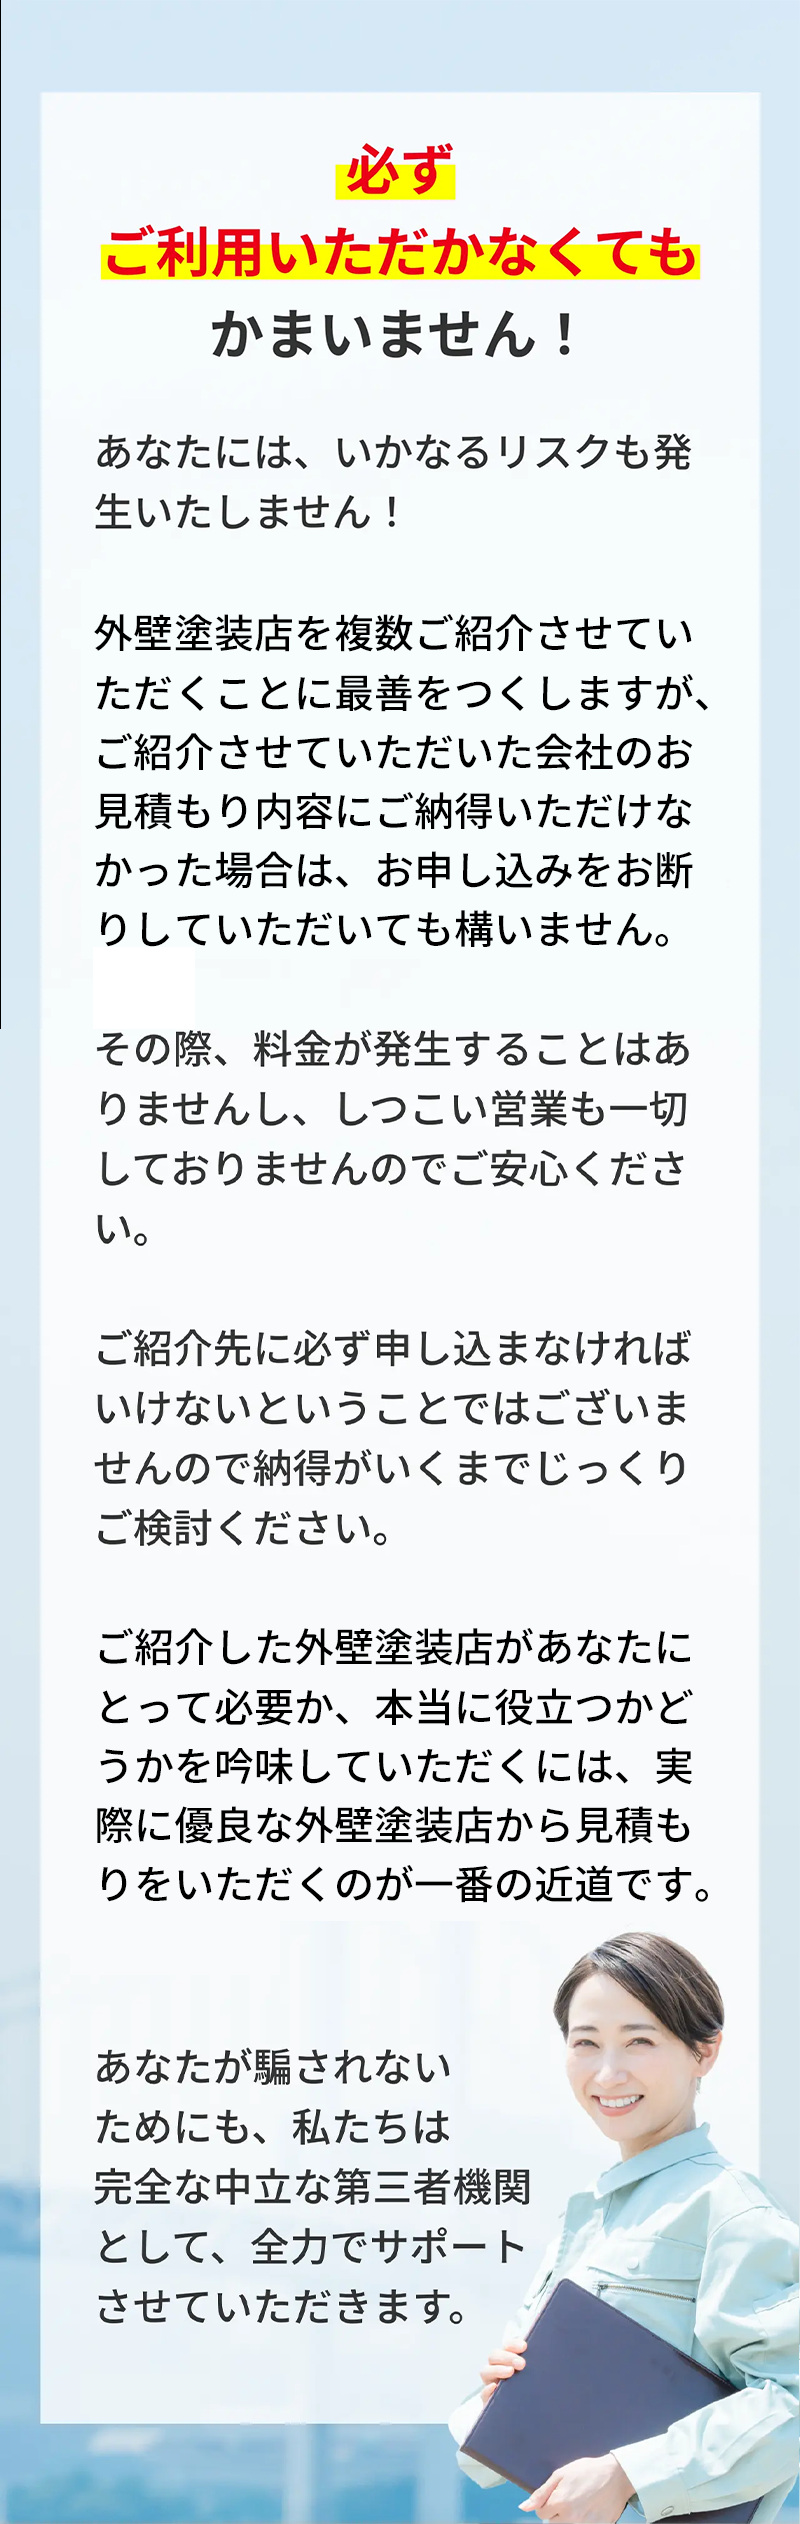 必ず
ご利用いただかなくても
かまいません！
あなたには、いかなるリスクも発
生いたしません！
外壁塗装店を複数ご紹介させてい
ただくことに最善をつくしますが、
ご紹介させていただいた会社のお
見積もり内容にご納得いただけな
かった場合は、お申し込みをお断
りしていただいても構いません。
その際、料金が発生することはあ
りませんし、しつこい営業も一切
しておりませんのでご安心くださ
い。
ご紹介先に必ず申し込まなければ
いけないということではございま
せんので納得がいくまでじっくり
ご検討ください。
ご紹介した外壁塗装店があなたに
とって必要か、本当に役立つかど
うかを吟味していただくには、実
際に優良な外壁塗装店から見積も
りをいただくのが一番の近道です。
あなたが騙されない
ためにも、私たちは
完全な中立な第三者機関
として、全力でサポート
させていただきます。